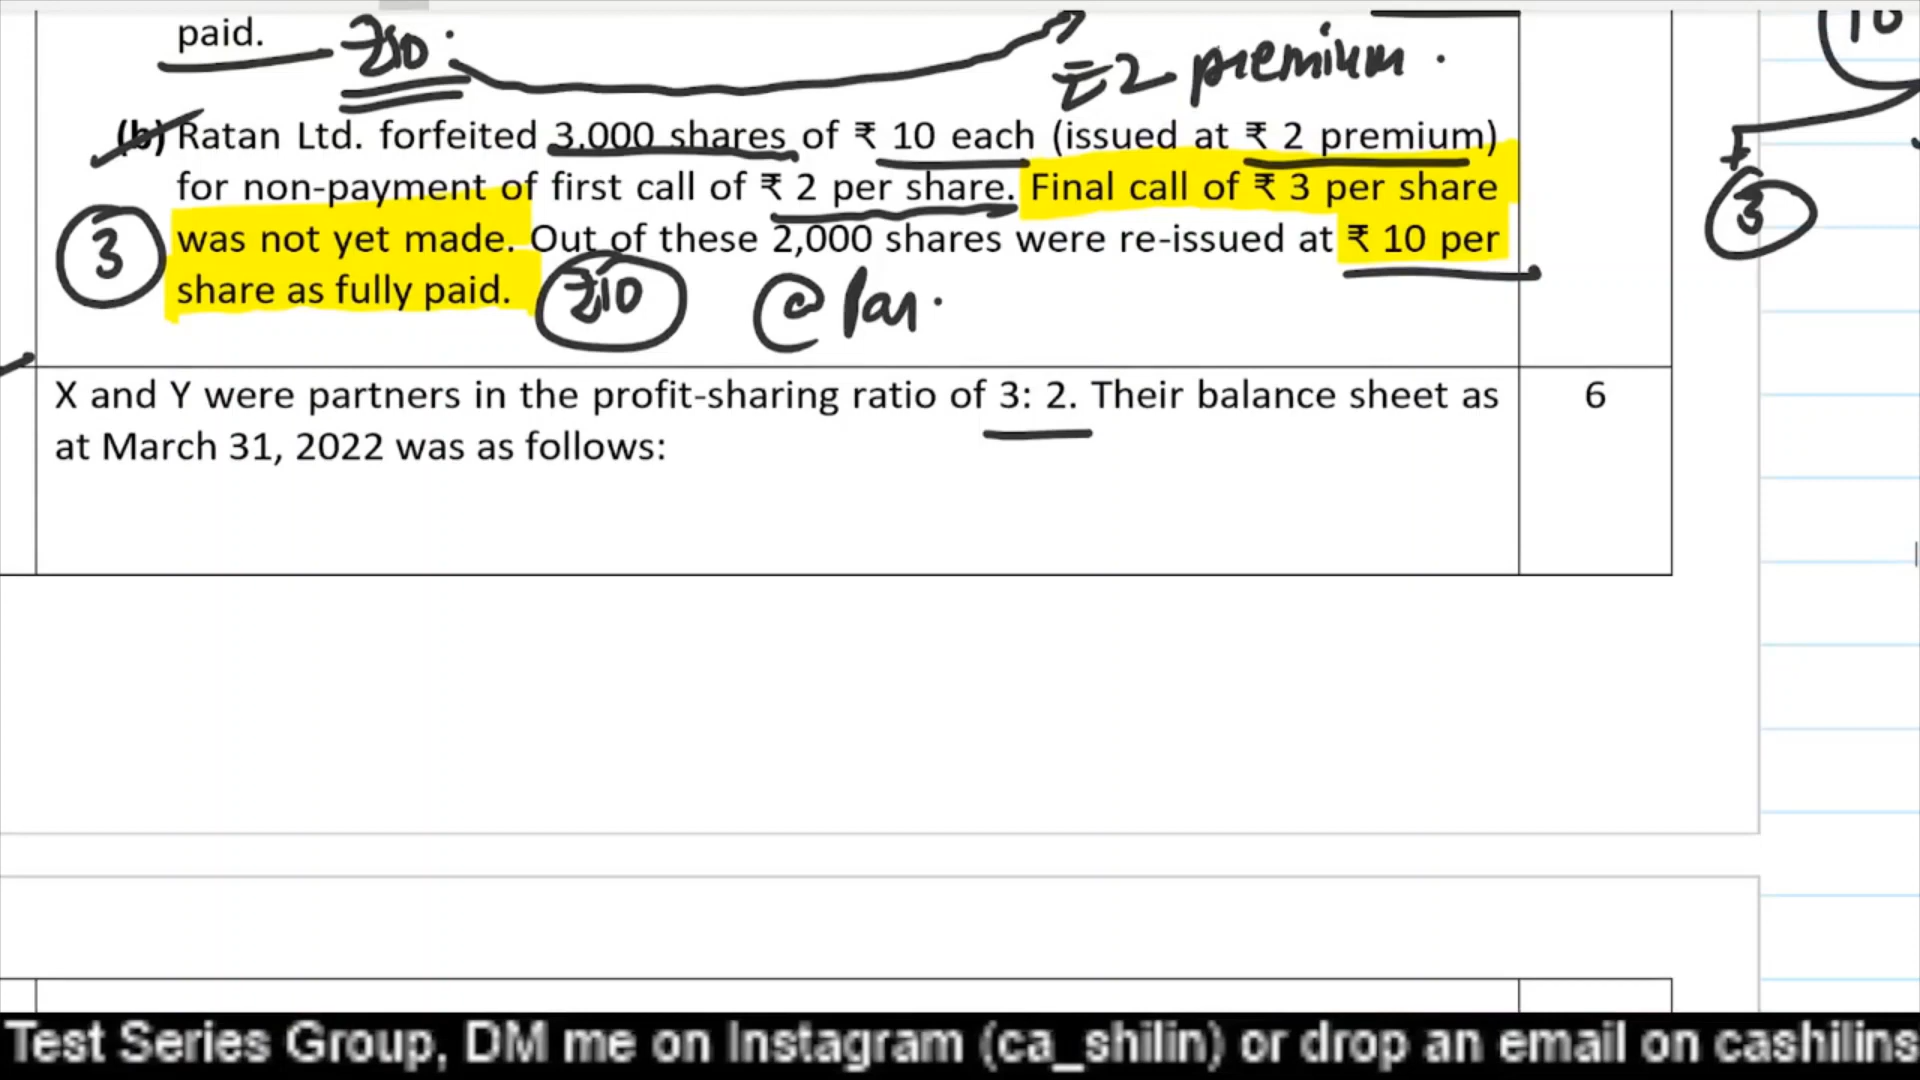 paid. ₹10.
₹2 premium.
10
(b) Ratan Ltd. forfeited 3,000 shares of ₹ 10 each (issued at ₹ 2 premium)
for non-payment of first call of ₹ 2 per share. Final call of ₹ 3 per share
was not yet made. Out of these 2,000 shares were re-issued at ₹ 10 per
share as fully paid.
3
₹10 @ Par.
3
X and Y were partners in the profit-sharing ratio of 3: 2. Their balance sheet as
at March 31, 2022 was as follows:
6
Test Series Group, DM me on Instagram (ca_shilin) or drop an email on cashilins